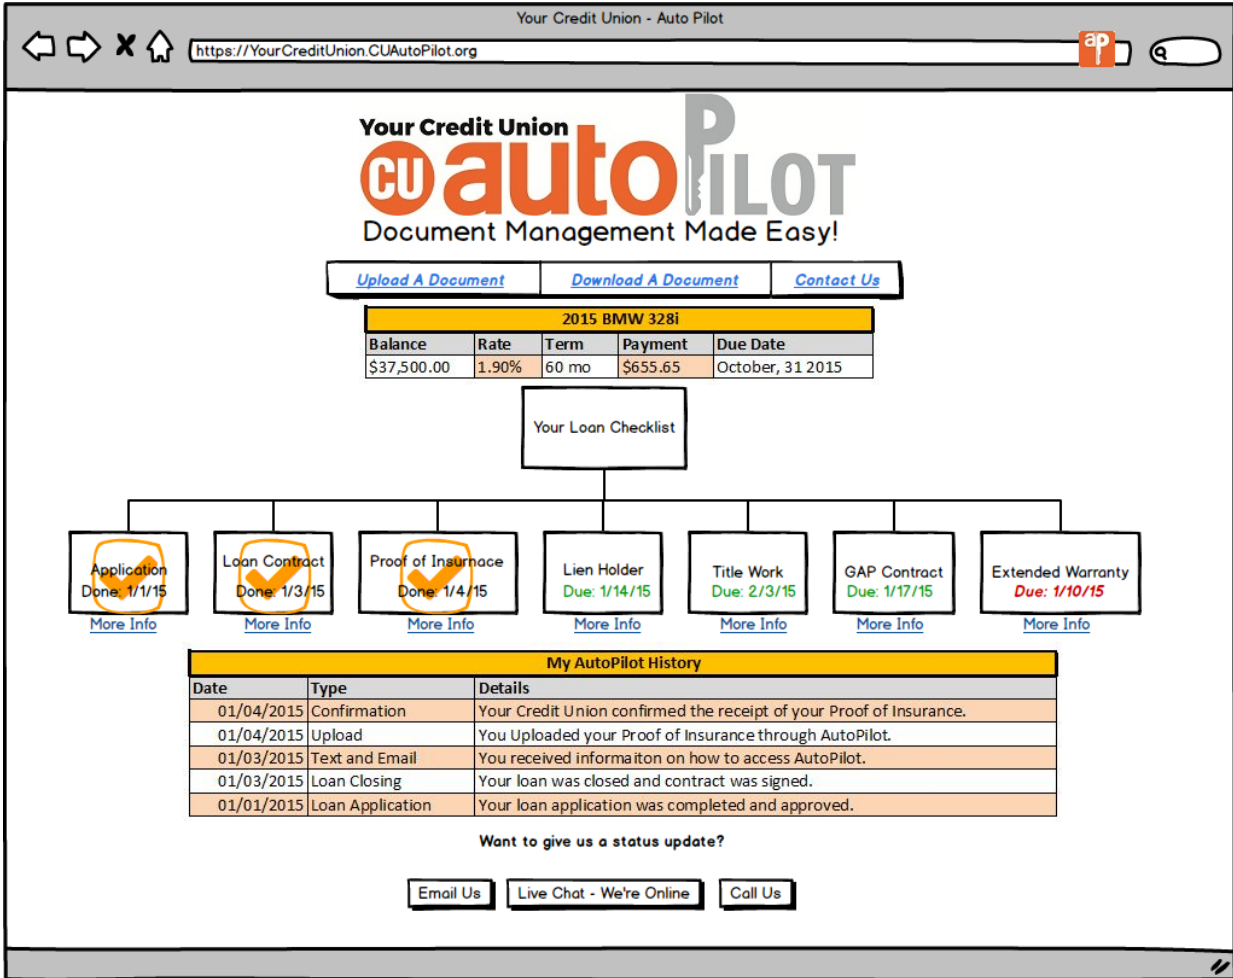 Your Credit Union - Auto Pilot
https://YourCreditUnion.CUAutoPilot.org
ap
Your Credit Union
CU auto PILOT
Document Management Made Easy!
Upload A Document Download A Document Contact Us
2015 BMW 328i
Balance Rate Term Payment Due Date
$37,500.00 1.90% 60 mo $655.65 October, 31 2015
Your Loan Checklist
Application
Done: 1/1/15
More Info
Loan Contract
Done: 1/3/15
More Info
Proof of Insurnace
Done: 1/4/15
More Info
Lien Holder
Due: 1/14/15
More Info
Title Work
Due: 2/3/15
More Info
GAP Contract
Due: 1/17/15
More Info
Extended Warranty
Due: 1/10/15
More Info
My AutoPilot History
Date Type Details
01/04/2015 Confirmation Your Credit Union confirmed the receipt of your Proof of Insurance.
01/04/2015 Upload You Uploaded your Proof of Insurance through AutoPilot.
01/03/2015 Text and Email You received informaiton on how to access AutoPilot.
01/03/2015 Loan Closing Your loan was closed and contract was signed.
01/01/2015 Loan Application Your loan application was completed and approved.
Want to give us a status update?
Email Us Live Chat - We're Online Call Us